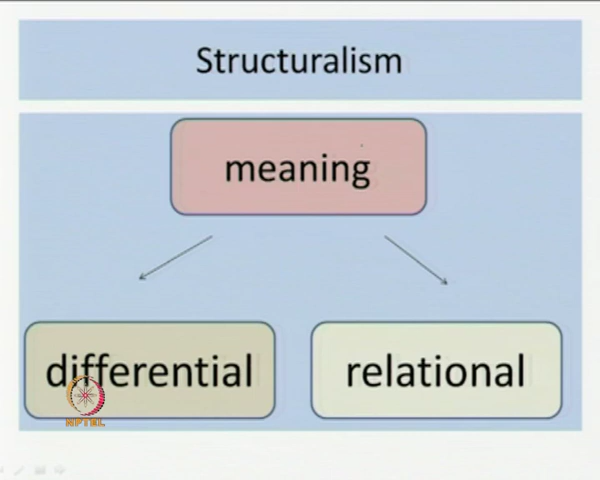 Structuralism
meaning
differential
relational
NPTEL